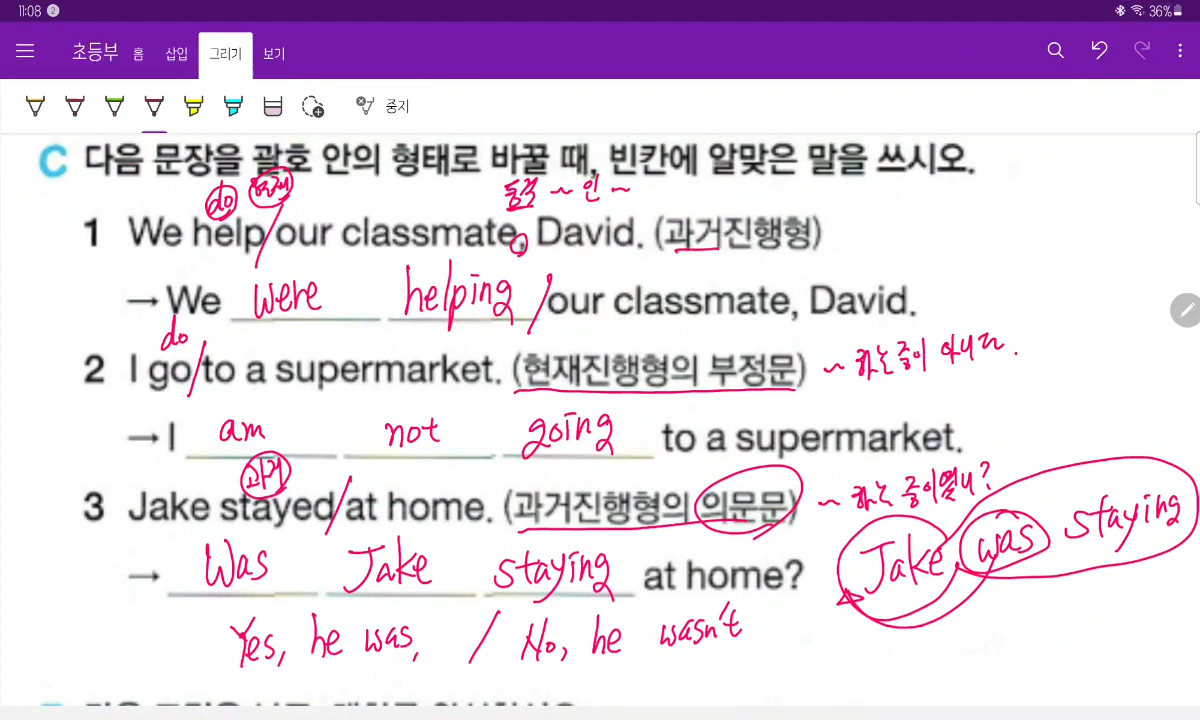 11:08 2 36%
초등부 홈 삽입 그리기 보기
중지
C 다음 문장을 괄호 안의 형태로 바꿀 때, 빈칸에 알맞은 말을 쓰시오.
do 현재 동격 ~ 인 ~
1 We help/our classmate, David. (과거진행형)
→ We were helping / our classmate, David.
do
2 I go/to a supermarket. (현재진행형의 부정문) ~ 하는 중이 아니다.
→ I am not going to a supermarket.
과거
3 Jake stayed/at home. (과거진행형의 의문문) ~ 하는 중이었니?
→ Was Jake staying at home? Jake was staying
Yes, he was, / No, he wasn't